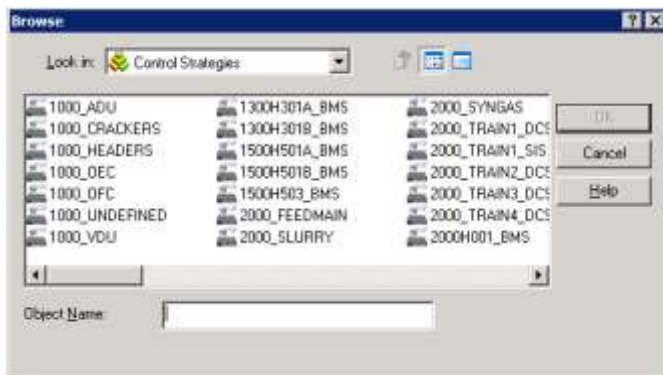 Browse
Look in: Control Strategies
1000_ADU
1000_CRACKERS
1000_HEADERS
1000_OEC
1000_OFC
1000_UNDEFINED
1000_VDU
1300H301A_BMS
1300H301B_BMS
1500H501A_BMS
1500H501B_BMS
1500H503_BMS
2000_FEEDMAIN
2000_SLURRY
2000_SYNGAS
2000_TRAIN1_DCS
2000_TRAIN1_SIS
2000_TRAIN2_DCS
2000_TRAIN3_DCS
2000_TRAIN4_DCS
2000H001_BMS
OK
Cancel
Help
Object Name: